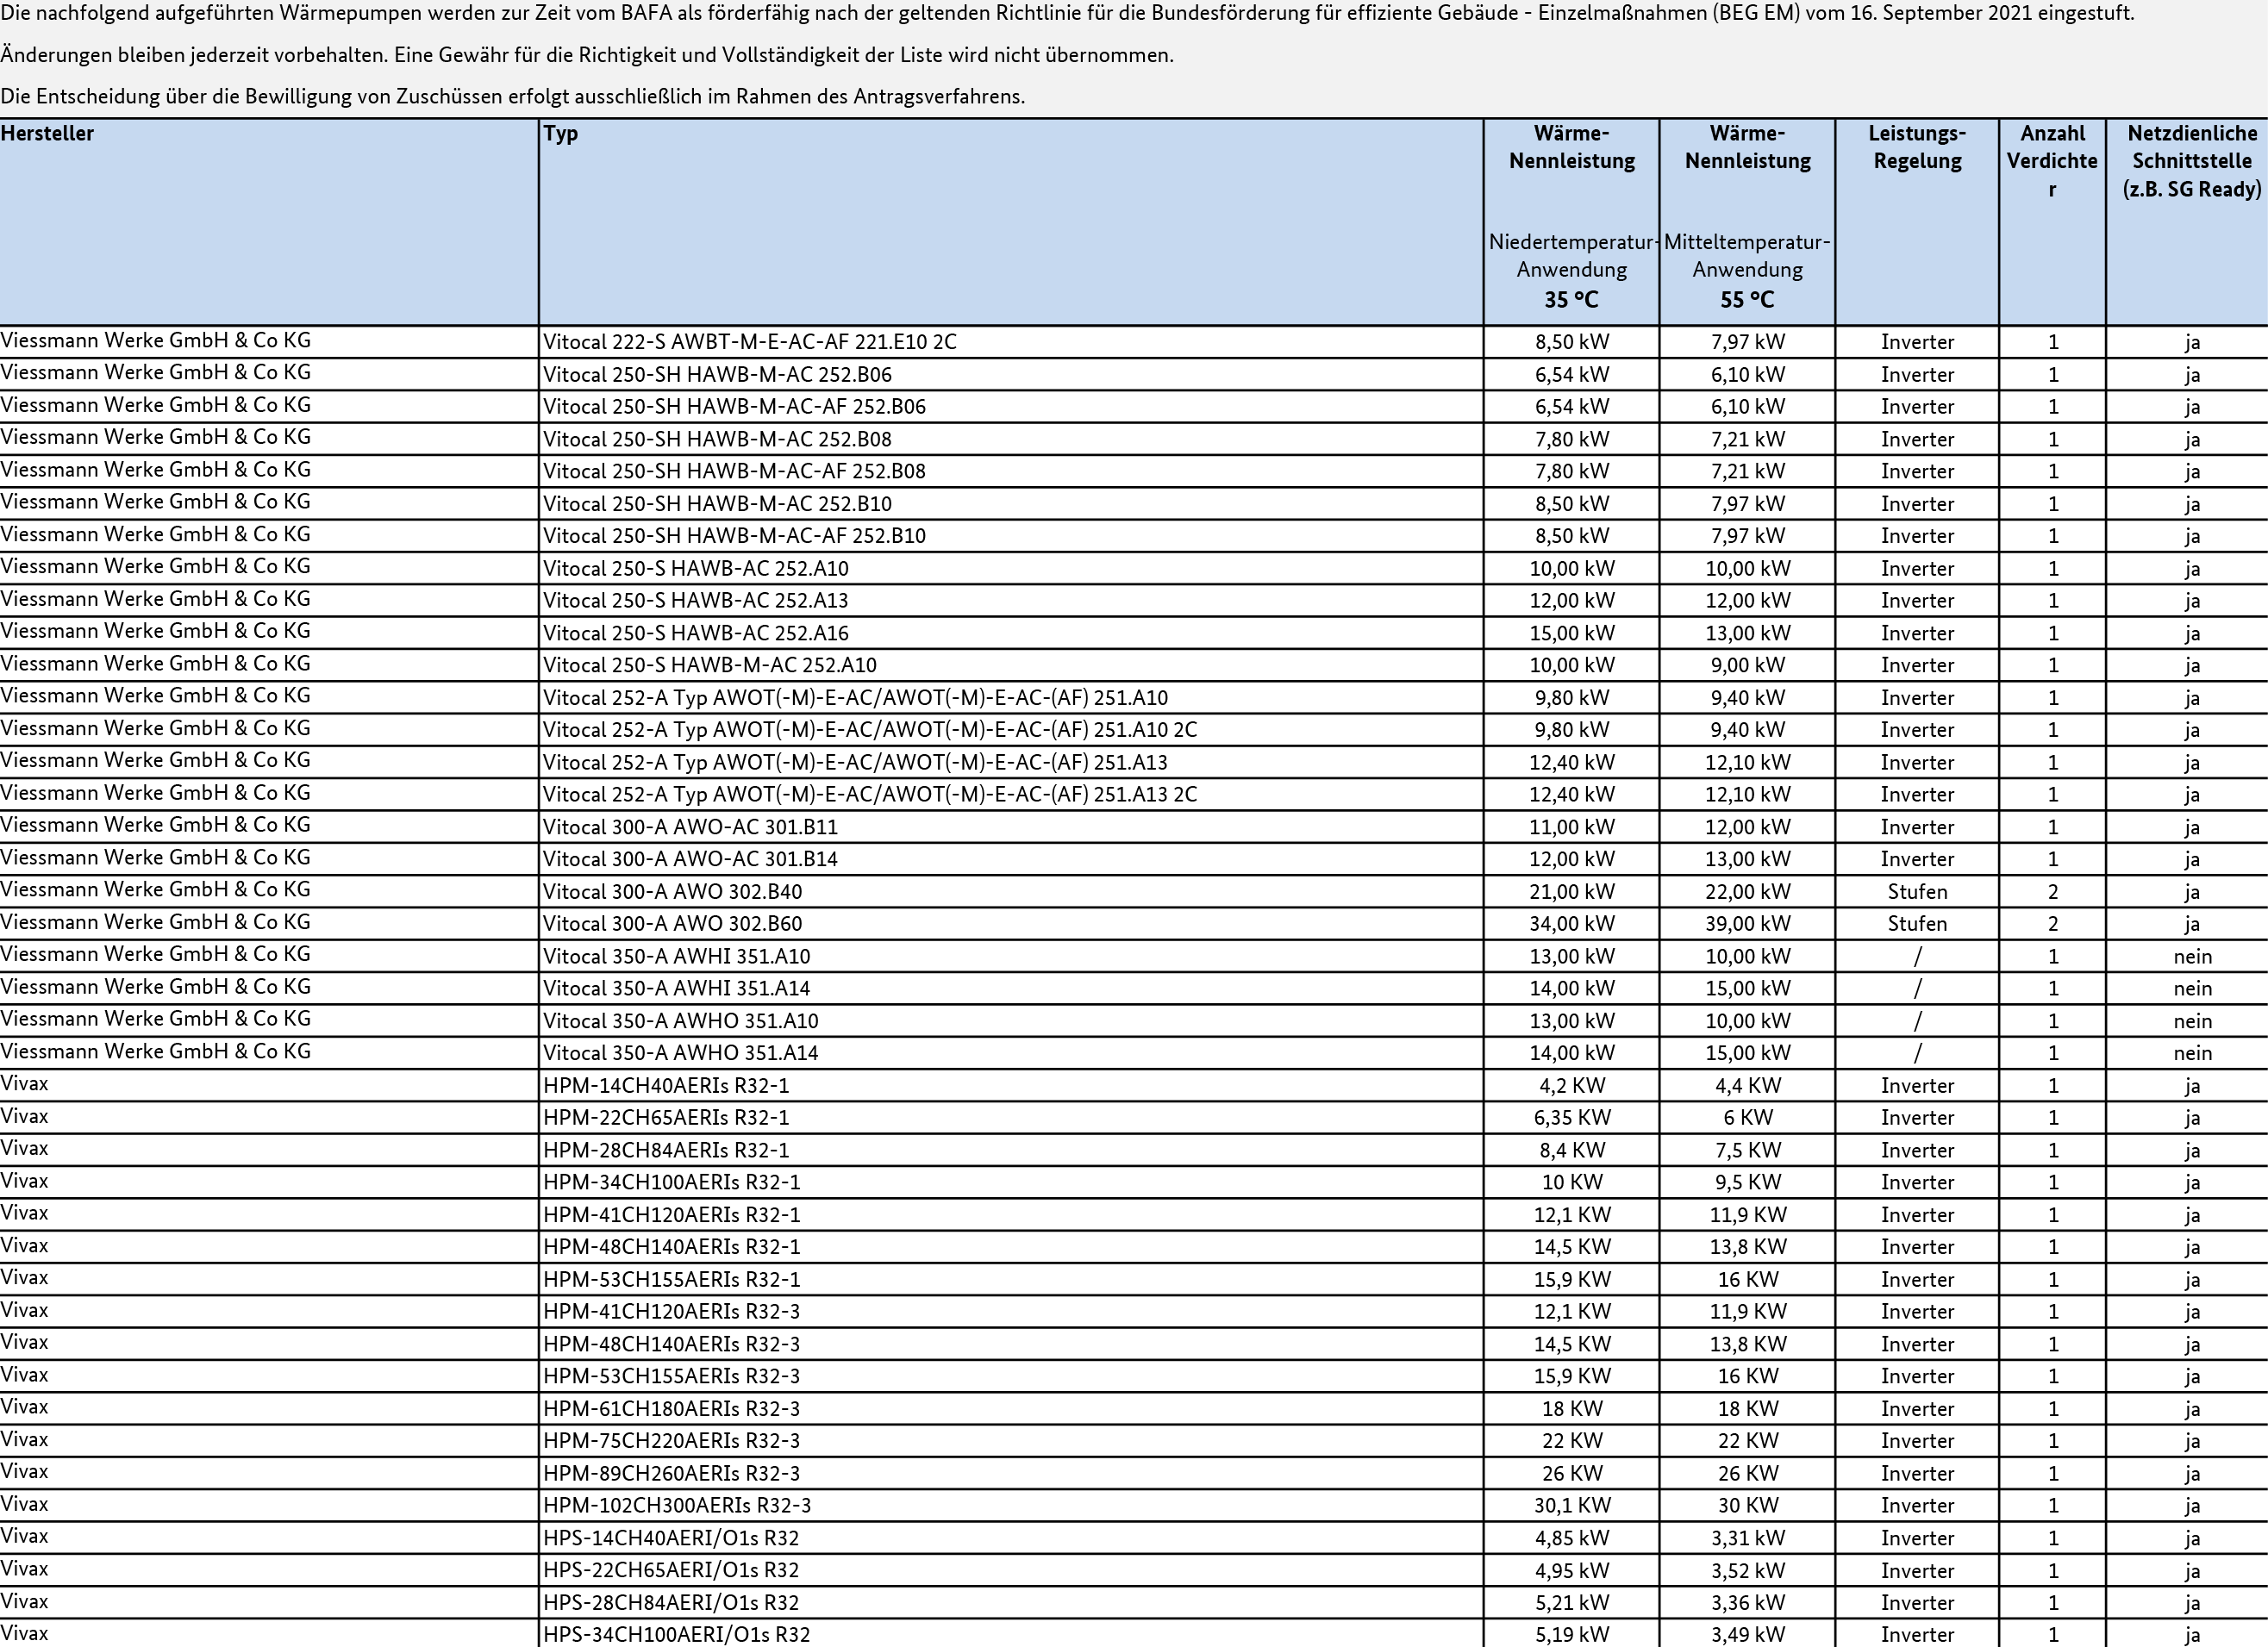 Die nachfolgend aufgeführten Wärmepumpen werden zur Zeit vom BAFA als förderfähig nach der geltenden Richtlinie für die Bundesförderung für effiziente Gebäude - Einzelmaßnahmen (BEG EM) vom 16. September 2021 eingestuft.
Änderungen bleiben jederzeit vorbehalten. Eine Gewähr für die Richtigkeit und Vollständigkeit der Liste wird nicht übernommen.
Die Entscheidung über die Bewilligung von Zuschüssen erfolgt ausschließlich im Rahmen des Antragsverfahrens.
Hersteller Typ Wärme- Wärme- Leistungs- Anzahl Netzdienliche
Nennleistung Nennleistung Regelung Verdichte Schnittstelle
r (z.B. SG Ready)
Niedertemperatur- Mitteltemperatur-
Anwendung Anwendung
35 °C 55 °C
Viessmann Werke GmbH & Co KG Vitocal 222-S AWBT-M-E-AC-AF 221.E10 2C 8,50 kW 7,97 kW Inverter 1 ja
Viessmann Werke GmbH & Co KG Vitocal 250-SH HAWB-M-AC 252.B06 6,54 kW 6,10 kW Inverter 1 ja
Viessmann Werke GmbH & Co KG Vitocal 250-SH HAWB-M-AC-AF 252.B06 6,54 kW 6,10 kW Inverter 1 ja
Viessmann Werke GmbH & Co KG Vitocal 250-SH HAWB-M-AC 252.B08 7,80 kW 7,21 kW Inverter 1 ja
Viessmann Werke GmbH & Co KG Vitocal 250-SH HAWB-M-AC-AF 252.B08 7,80 kW 7,21 kW Inverter 1 ja
Viessmann Werke GmbH & Co KG Vitocal 250-SH HAWB-M-AC 252.B10 8,50 kW 7,97 kW Inverter 1 ja
Viessmann Werke GmbH & Co KG Vitocal 250-SH HAWB-M-AC-AF 252.B10 8,50 kW 7,97 kW Inverter 1 ja
Viessmann Werke GmbH & Co KG Vitocal 250-S HAWB-AC 252.A10 10,00 kW 10,00 kW Inverter 1 ja
Viessmann Werke GmbH & Co KG Vitocal 250-S HAWB-AC 252.A13 12,00 kW 12,00 kW Inverter 1 ja
Viessmann Werke GmbH & Co KG Vitocal 250-S HAWB-AC 252.A16 15,00 kW 13,00 kW Inverter 1 ja
Viessmann Werke GmbH & Co KG Vitocal 250-S HAWB-M-AC 252.A10 10,00 kW 9,00 kW Inverter 1 ja
Viessmann Werke GmbH & Co KG Vitocal 252-A Typ AWOT(-M)-E-AC/AWOT(-M)-E-AC-(AF) 251.A10 9,80 kW 9,40 kW Inverter 1 ja
Viessmann Werke GmbH & Co KG Vitocal 252-A Typ AWOT(-M)-E-AC/AWOT(-M)-E-AC-(AF) 251.A10 2C 9,80 kW 9,40 kW Inverter 1 ja
Viessmann Werke GmbH & Co KG Vitocal 252-A Typ AWOT(-M)-E-AC/AWOT(-M)-E-AC-(AF) 251.A13 12,40 kW 12,10 kW Inverter 1 ja
Viessmann Werke GmbH & Co KG Vitocal 252-A Typ AWOT(-M)-E-AC/AWOT(-M)-E-AC-(AF) 251.A13 2C 12,40 kW 12,10 kW Inverter 1 ja
Viessmann Werke GmbH & Co KG Vitocal 300-A AWO-AC 301.B11 11,00 kW 12,00 kW Inverter 1 ja
Viessmann Werke GmbH & Co KG Vitocal 300-A AWO-AC 301.B14 12,00 kW 13,00 kW Inverter 1 ja
Viessmann Werke GmbH & Co KG Vitocal 300-A AWO 302.B40 21,00 kW 22,00 kW Stufen 2 ja
Viessmann Werke GmbH & Co KG Vitocal 300-A AWO 302.B60 34,00 kW 39,00 kW Stufen 2 ja
Viessmann Werke GmbH & Co KG Vitocal 350-A AWHI 351.A10 13,00 kW 10,00 kW / 1 nein
Viessmann Werke GmbH & Co KG Vitocal 350-A AWHI 351.A14 14,00 kW 15,00 kW / 1 nein
Viessmann Werke GmbH & Co KG Vitocal 350-A AWHO 351.A10 13,00 kW 10,00 kW / 1 nein
Viessmann Werke GmbH & Co KG Vitocal 350-A AWHO 351.A14 14,00 kW 15,00 kW / 1 nein
Vivax HPM-14CH40AERIs R32-1 4,2 KW 4,4 KW Inverter 1 ja
Vivax HPM-22CH65AERIs R32-1 6,35 KW 6 KW Inverter 1 ja
Vivax HPM-28CH84AERIs R32-1 8,4 KW 7,5 KW Inverter 1 ja
Vivax HPM-34CH100AERIs R32-1 10 KW 9,5 KW Inverter 1 ja
Vivax HPM-41CH120AERIs R32-1 12,1 KW 11,9 KW Inverter 1 ja
Vivax HPM-48CH140AERIs R32-1 14,5 KW 13,8 KW Inverter 1 ja
Vivax HPM-53CH155AERIs R32-1 15,9 KW 16 KW Inverter 1 ja
Vivax HPM-41CH120AERIs R32-3 12,1 KW 11,9 KW Inverter 1 ja
Vivax HPM-48CH140AERIs R32-3 14,5 KW 13,8 KW Inverter 1 ja
Vivax HPM-53CH155AERIs R32-3 15,9 KW 16 KW Inverter 1 ja
Vivax HPM-61CH180AERIs R32-3 18 KW 18 KW Inverter 1 ja
Vivax HPM-75CH220AERIs R32-3 22 KW 22 KW Inverter 1 ja
Vivax HPM-89CH260AERIs R32-3 26 KW 26 KW Inverter 1 ja
Vivax HPM-102CH300AERIs R32-3 30,1 KW 30 KW Inverter 1 ja
Vivax HPS-14CH40AERI/O1s R32 4,85 kW 3,31 kW Inverter 1 ja
Vivax HPS-22CH65AERI/O1s R32 4,95 kW 3,52 kW Inverter 1 ja
Vivax HPS-28CH84AERI/O1s R32 5,21 kW 3,36 kW Inverter 1 ja
Vivax HPS-34CH100AERI/O1s R32 5,19 kW 3,49 kW Inverter 1 ja